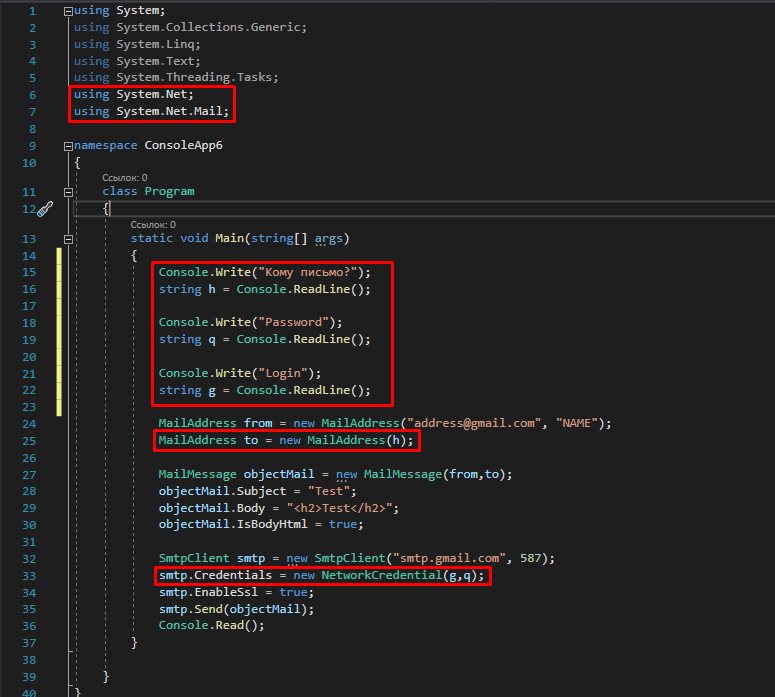 1 using System;
2 using System.Collections.Generic;
3 using System.Linq;
4 using System.Text;
5 using System.Threading.Tasks;
6 using System.Net;
7 using System.Net.Mail;
8
9 namespace ConsoleApp6
10 {
Ссылок: 0
11 class Program
12 {
Ссылок: 0
13 static void Main(string[] args)
14 {
15 Console.Write("Кому письмо?");
16 string h = Console.ReadLine();
17
18 Console.Write("Password");
19 string q = Console.ReadLine();
20
21 Console.Write("Login");
22 string g = Console.ReadLine();
23
24 MailAddress from = new MailAddress("address@gmail.com", "NAME");
25 MailAddress to = new MailAddress(h);
26
27 MailMessage objectMail = new MailMessage(from,to);
28 objectMail.Subject = "Test";
29 objectMail.Body = "<h2>Test</h2>";
30 objectMail.IsBodyHtml = true;
31
32 SmtpClient smtp = new SmtpClient("smtp.gmail.com", 587);
33 smtp.Credentials = new NetworkCredential(g,q);
34 smtp.EnableSsl = true;
35 smtp.Send(objectMail);
36 Console.Read();
37 }
38
39 }
40 }